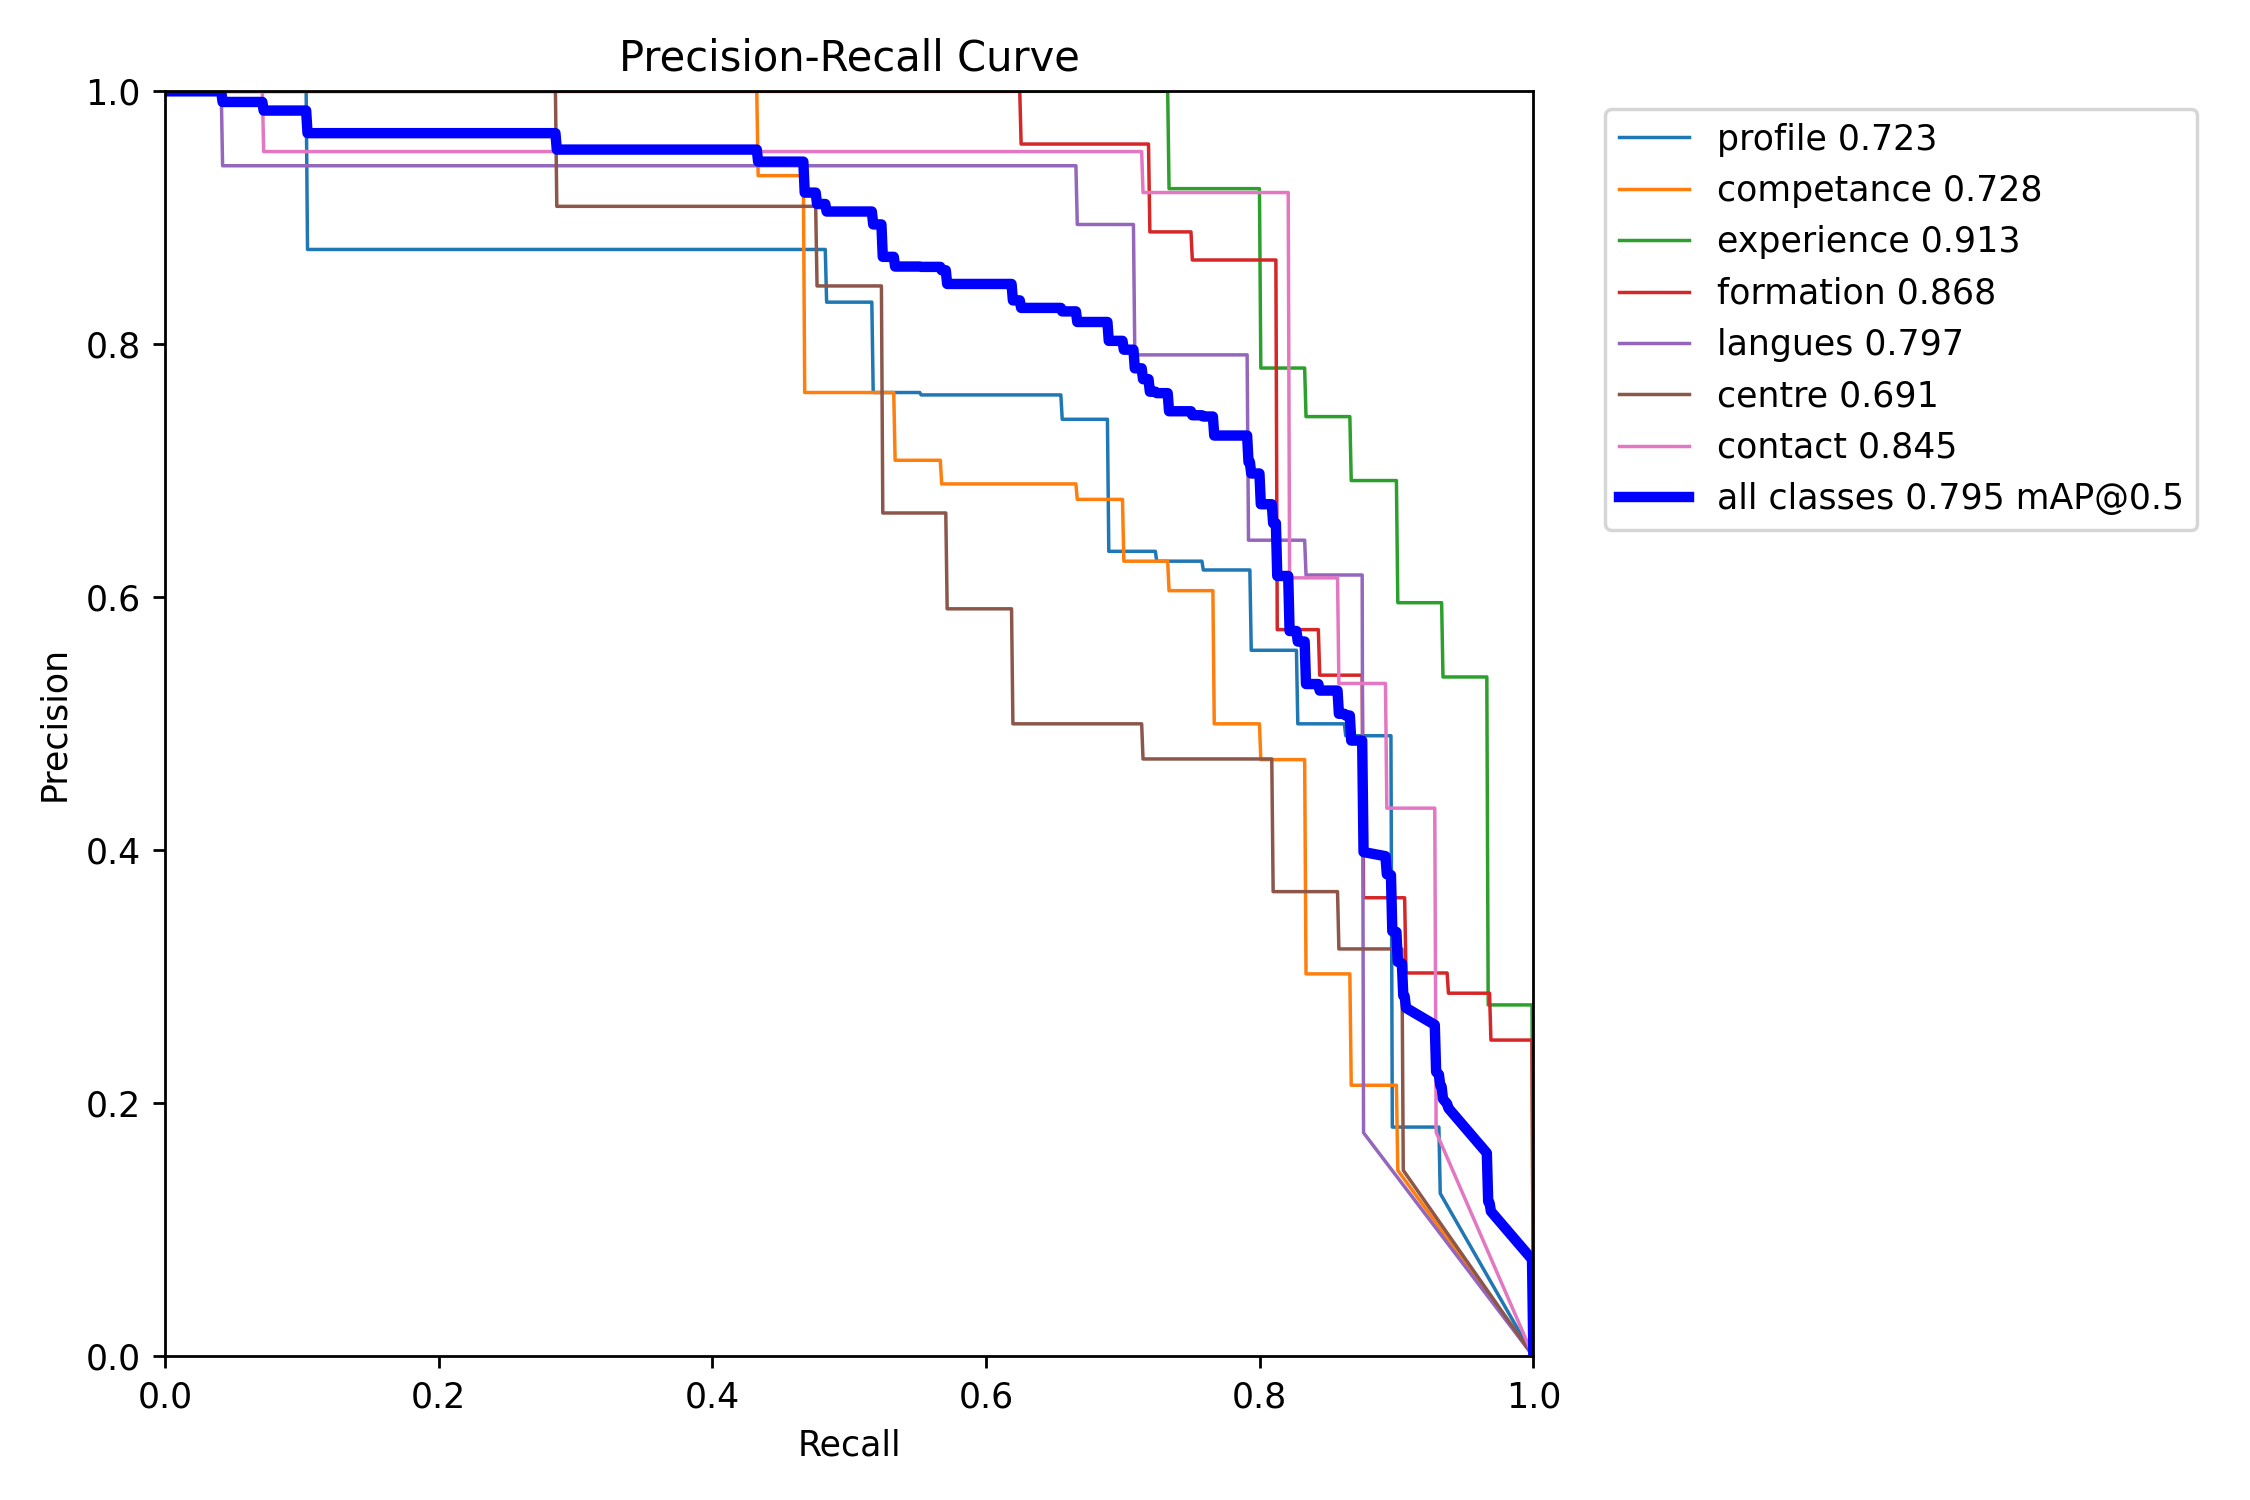 Precision-Recall Curve
1.0
0.8
0.6
0.4
0.2
0.0
Precision
0.0 0.2 0.4 0.6 0.8 1.0
Recall
profile 0.723
competance 0.728
experience 0.913
formation 0.868
langues 0.797
centre 0.691
contact 0.845
all classes 0.795 mAP@0.5